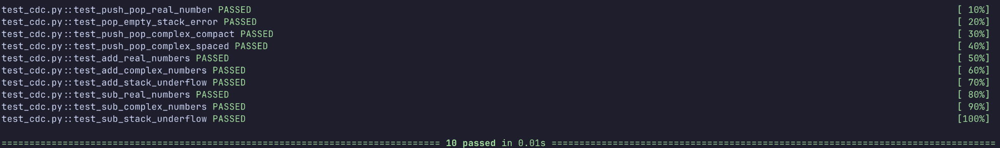 test_cdc.py::test_push_pop_real_number PASSED [ 10%]
test_cdc.py::test_pop_empty_stack_error PASSED [ 20%]
test_cdc.py::test_push_pop_complex_compact PASSED [ 30%]
test_cdc.py::test_push_pop_complex_spaced PASSED [ 40%]
test_cdc.py::test_add_real_numbers PASSED [ 50%]
test_cdc.py::test_add_complex_numbers PASSED [ 60%]
test_cdc.py::test_add_stack_underflow PASSED [ 70%]
test_cdc.py::test_sub_real_numbers PASSED [ 80%]
test_cdc.py::test_sub_complex_numbers PASSED [ 90%]
test_cdc.py::test_sub_stack_underflow PASSED [100%]
=============================================================================== 10 passed in 0.01s ================================================================================